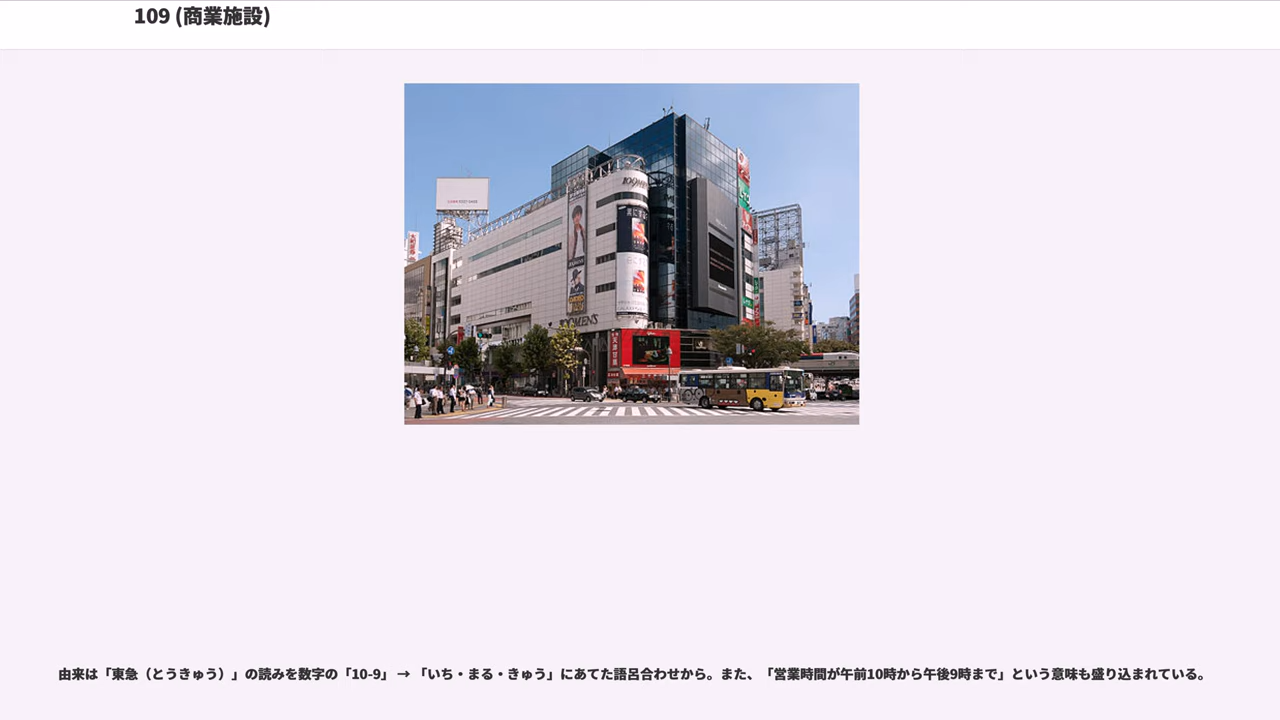 109 (商業施設)
109MEN'S
由来は「東急（とうきゅう）」の読みを数字の「10-9」 → 「いち・まる・きゅう」にあてた語呂合わせから。また、「営業時間が午前10時から午後9時まで」という意味も盛り込まれている。